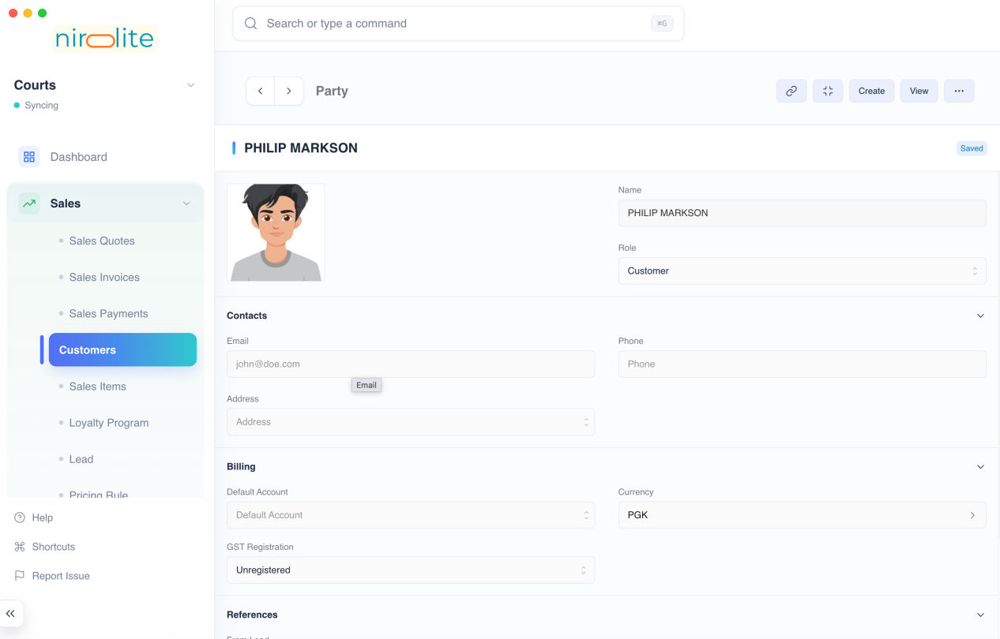 nirolite
Search or type a command
⌘G
Courts
Syncing
Party
Create
View
PHILIP MARKSON
Saved
Dashboard
Sales
Sales Quotes
Sales Invoices
Sales Payments
Customers
Sales Items
Loyalty Program
Lead
Pricing Rule
Help
Shortcuts
Report Issue
Name
PHILIP MARKSON
Role
Customer
Contacts
Email
john@doe.com
Phone
Phone
Email
Address
Address
Billing
Default Account
Default Account
Currency
PGK
GST Registration
Unregistered
References
From Lead